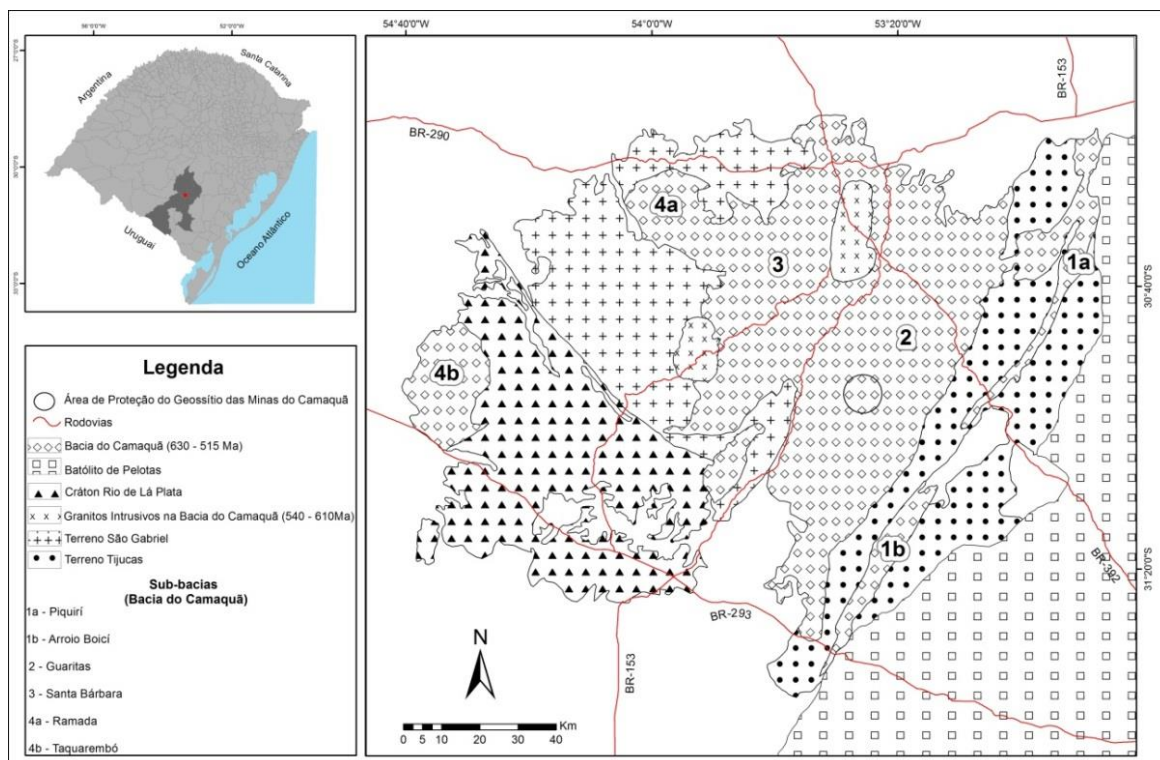 56°0'0"W
52°0'0"W
27°0'0"S
30°0'0"S
33°0'0"S
Argentina
Santa Catarina
Uruguai
Oceano Atlântico
Legenda
Área de Proteção do Geossítio das Minas do Camaquã
Rodovias
Bacia do Camaquã (630 - 515 Ma)
Batólito de Pelotas
Cráton Rio de Lá Plata
Granitos Intrusivos na Bacia do Camaquã (540 - 610Ma)
Terreno São Gabriel
Terreno Tijucas
Sub-bacias
(Bacia do Camaquã)
1a - Piquirí
1b - Arroio Boicí
2 - Guaritas
3 - Santa Bárbara
4a - Ramada
4b - Taquarembó
54°40'0"W
54°0'0"W
53°20'0"W
BR-153
BR-290
4a
1a
3
30°40'0"S
2
4b
1b
31°20'0"S
BR-392
BR-293
N
BR-153
Km
0 5 10 20 30 40